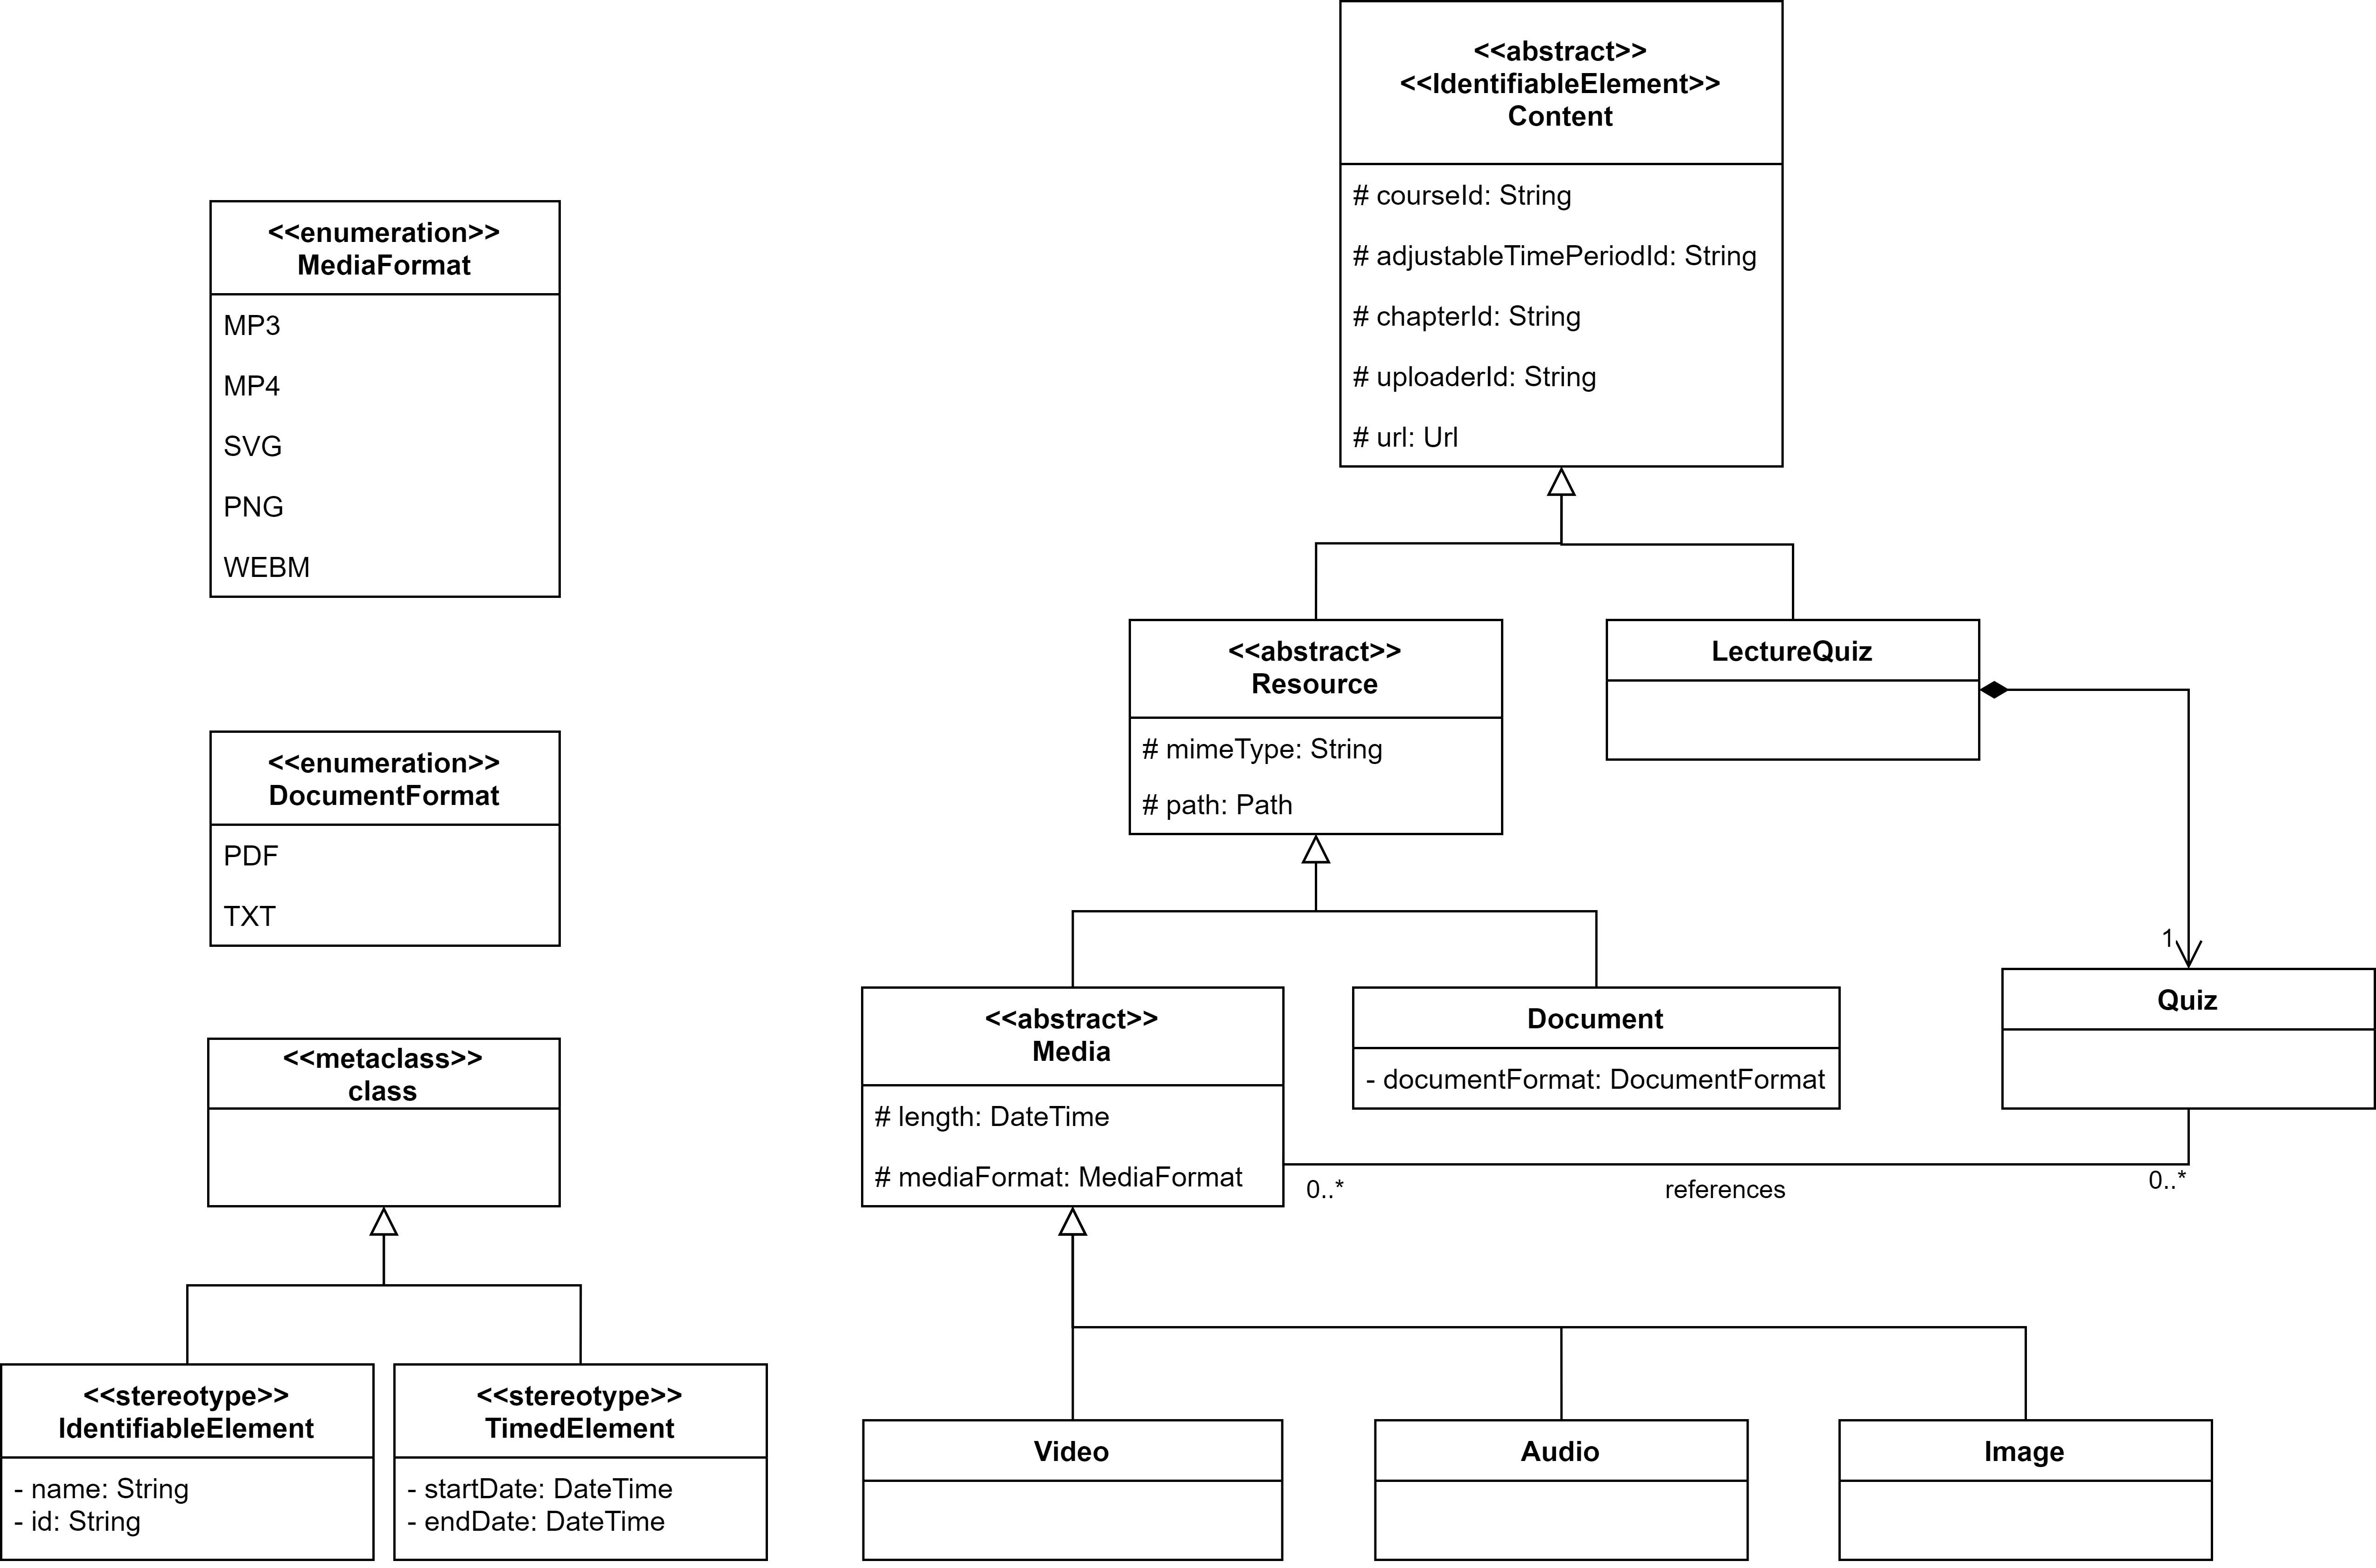 <<abstract>>
<<IdentifiableElement>>
Content
# courseId: String
# adjustableTimePeriodId: String
# chapterId: String
# uploaderId: String
# url: Url
<<enumeration>>
MediaFormat
MP3
MP4
SVG
PNG
WEBM
<<abstract>>
Resource
# mimeType: String
# path: Path
LectureQuiz
<<enumeration>>
DocumentFormat
PDF
TXT
1
Quiz
<<abstract>>
Media
# length: DateTime
# mediaFormat: MediaFormat
Document
- documentFormat: DocumentFormat
0..*
references
0..*
<<metaclass>>
class
<<stereotype>>
IdentifiableElement
- name: String
- id: String
<<stereotype>>
TimedElement
- startDate: DateTime
- endDate: DateTime
Video
Audio
Image